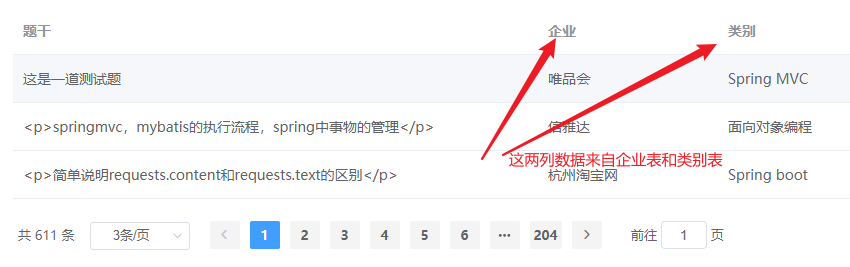 题干 企业 类别
这是一道测试题 唯品会 Spring MVC
<p>springmvc，mybatis的执行流程，spring中事物的管理</p> 信雅达 面向对象编程
这两列数据来自企业表和类别表
<p>简单说明requests.content和requests.text的区别</p> 杭州淘宝网 Spring boot
共 611 条 3条/页 1 2 3 4 5 6 ··· 204 前往 1 页